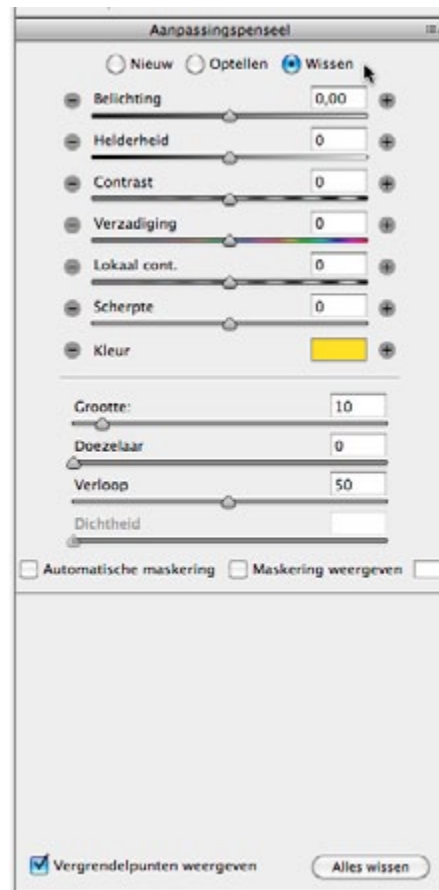 Aanpassingspenseel
Nieuw Optellen Wissen
Belichting 0,00
Helderheid 0
Contrast 0
Verzadiging 0
Lokaal cont. 0
Scherpte 0
Kleur
Grootte: 10
Doezelaar 0
Verloop 50
Dichtheid
Automatische maskering Maskering weergeven
Vergrendelpunten weergeven Alles wissen